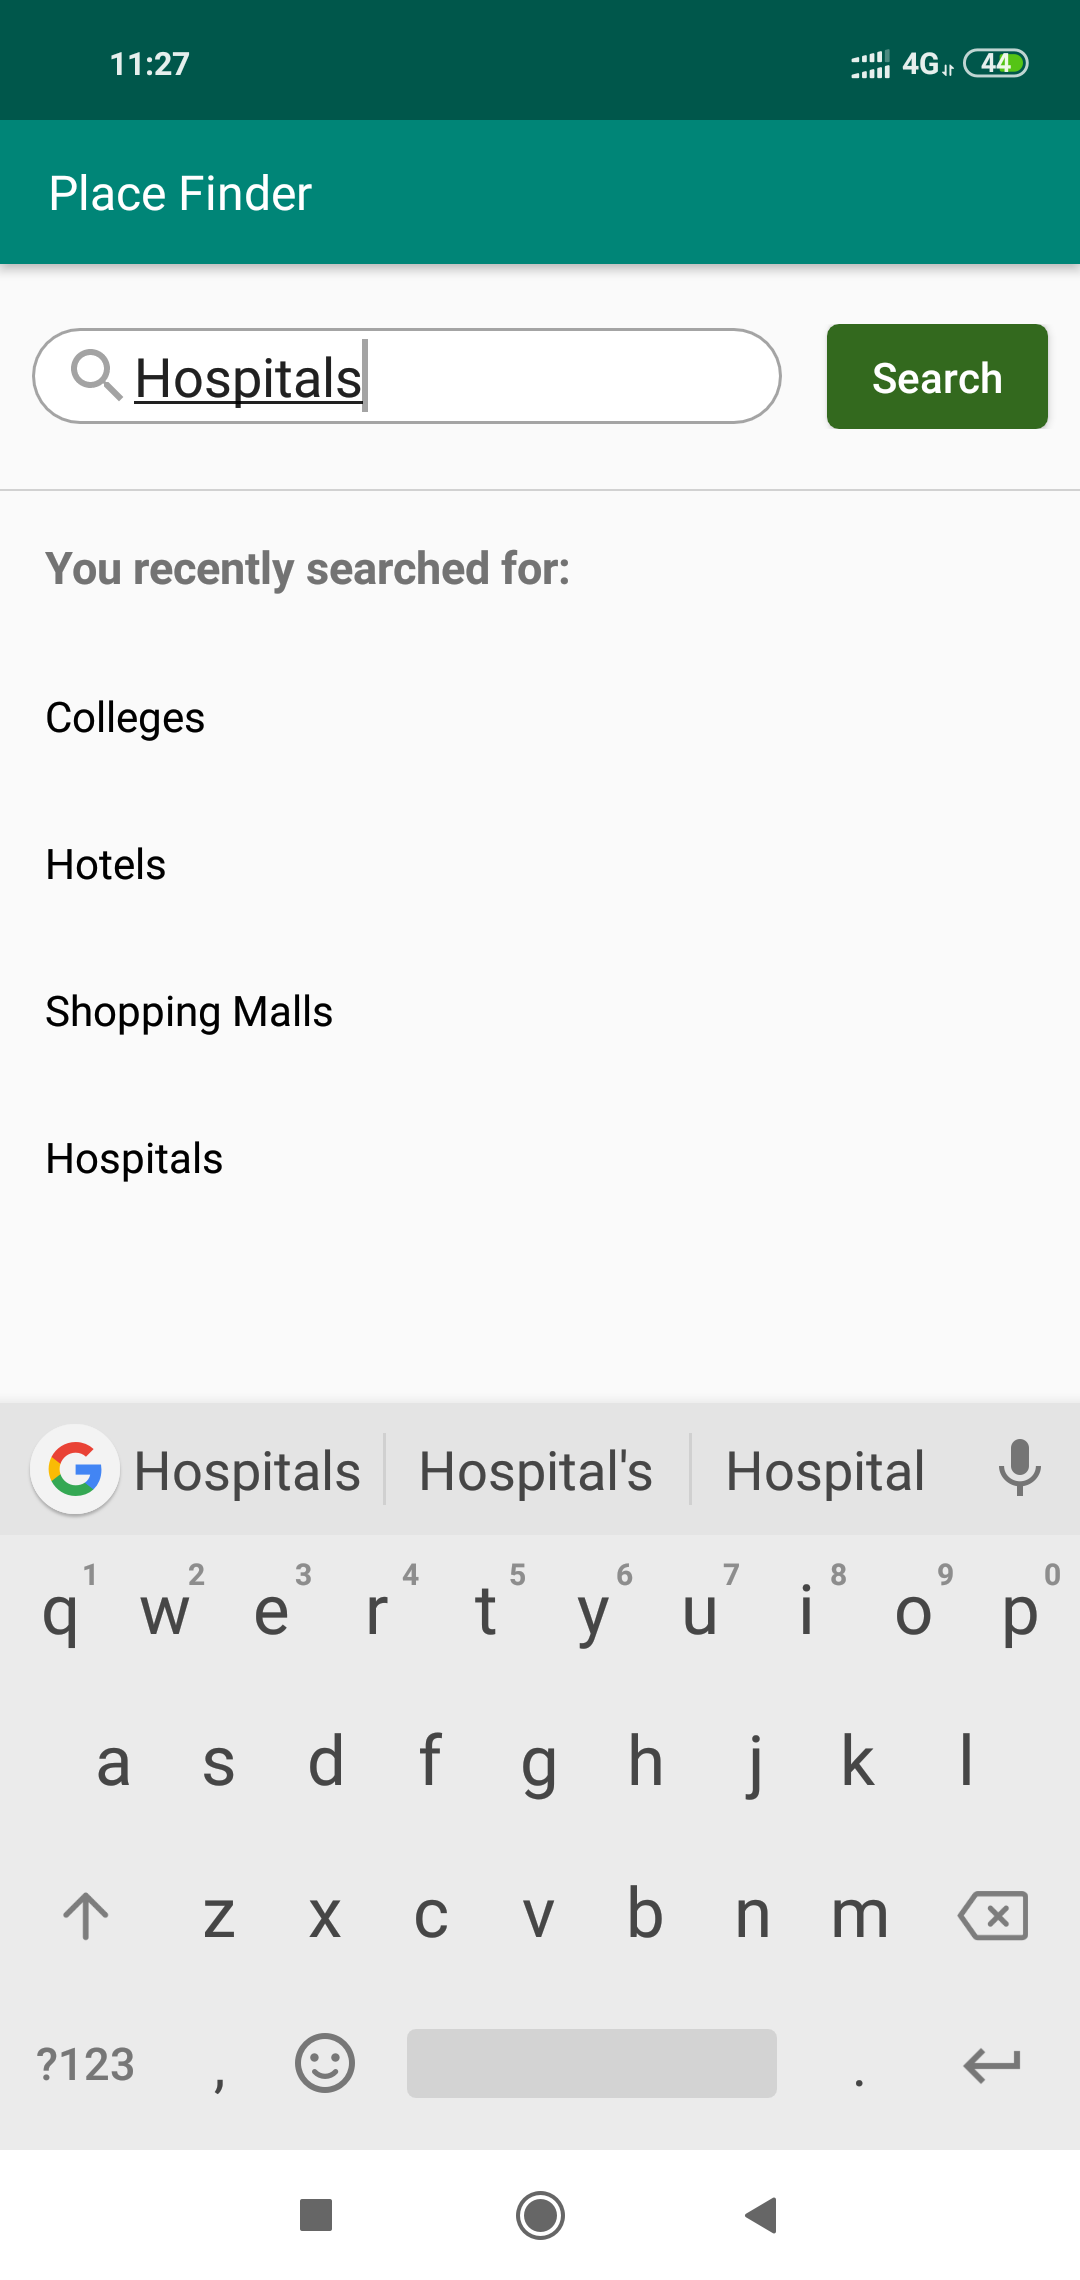 11:27 4G 44
Place Finder
Hospitals Search
You recently searched for:
Colleges
Hotels
Shopping Malls
Hospitals
G Hospitals Hospital's Hospital
1 2 3 4 5 6 7 8 9 0
q w e r t y u i o p
a s d f g h j k l
z x c v b n m
?123 , .